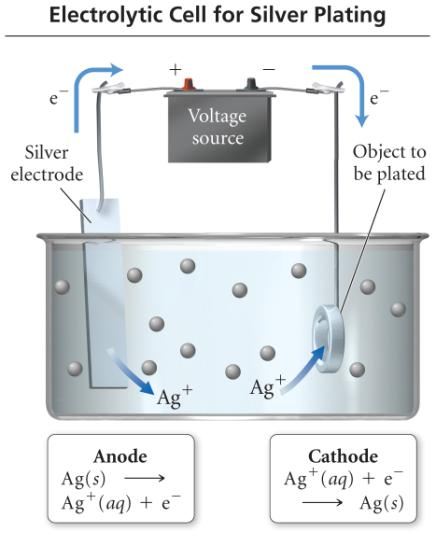 Electrolytic Cell for Silver Plating
+
−
e⁻
e⁻
Voltage
source
Silver
electrode
Object to
be plated
Ag⁺
Ag⁺
Anode
Ag(s) ⟶
Ag⁺(aq) + e⁻
Cathode
Ag⁺(aq) + e⁻
⟶ Ag(s)